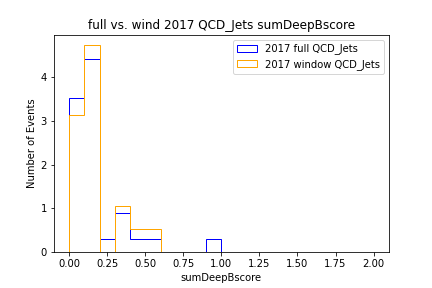 full vs. wind 2017 QCD_Jets sumDeepBscore
2017 full QCD_Jets
2017 window QCD_Jets
Number of Events
4
3
2
1
0
0.00 0.25 0.50 0.75 1.00 1.25 1.50 1.75 2.00
sumDeepBscore